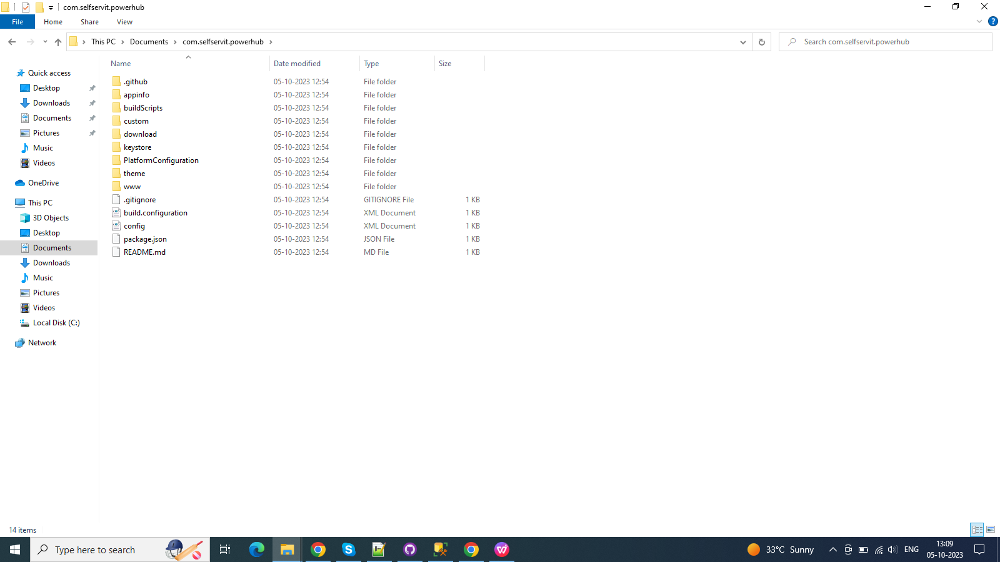 com.selfservit.powerhub
File Home Share View
This PC Documents com.selfservit.powerhub
Search com.selfservit.powerhub
Name Date modified Type Size
Quick access
Desktop
Downloads
Documents
Pictures
Music
Videos
OneDrive
This PC
3D Objects
Desktop
Documents
Downloads
Music
Pictures
Videos
Local Disk (C:)
Network
.github 05-10-2023 12:54 File folder
appinfo 05-10-2023 12:54 File folder
buildScripts 05-10-2023 12:54 File folder
custom 05-10-2023 12:54 File folder
download 05-10-2023 12:54 File folder
keystore 05-10-2023 12:54 File folder
PlatformConfiguration 05-10-2023 12:54 File folder
theme 05-10-2023 12:54 File folder
www 05-10-2023 12:54 File folder
.gitignore 05-10-2023 12:54 GITIGNORE File 1 KB
build.configuration 05-10-2023 12:54 XML Document 1 KB
config 05-10-2023 12:54 XML Document 1 KB
package.json 05-10-2023 12:54 JSON File 1 KB
README.md 05-10-2023 12:54 MD File 1 KB
14 items
Type here to search
33°C Sunny
ENG
13:09
05-10-2023